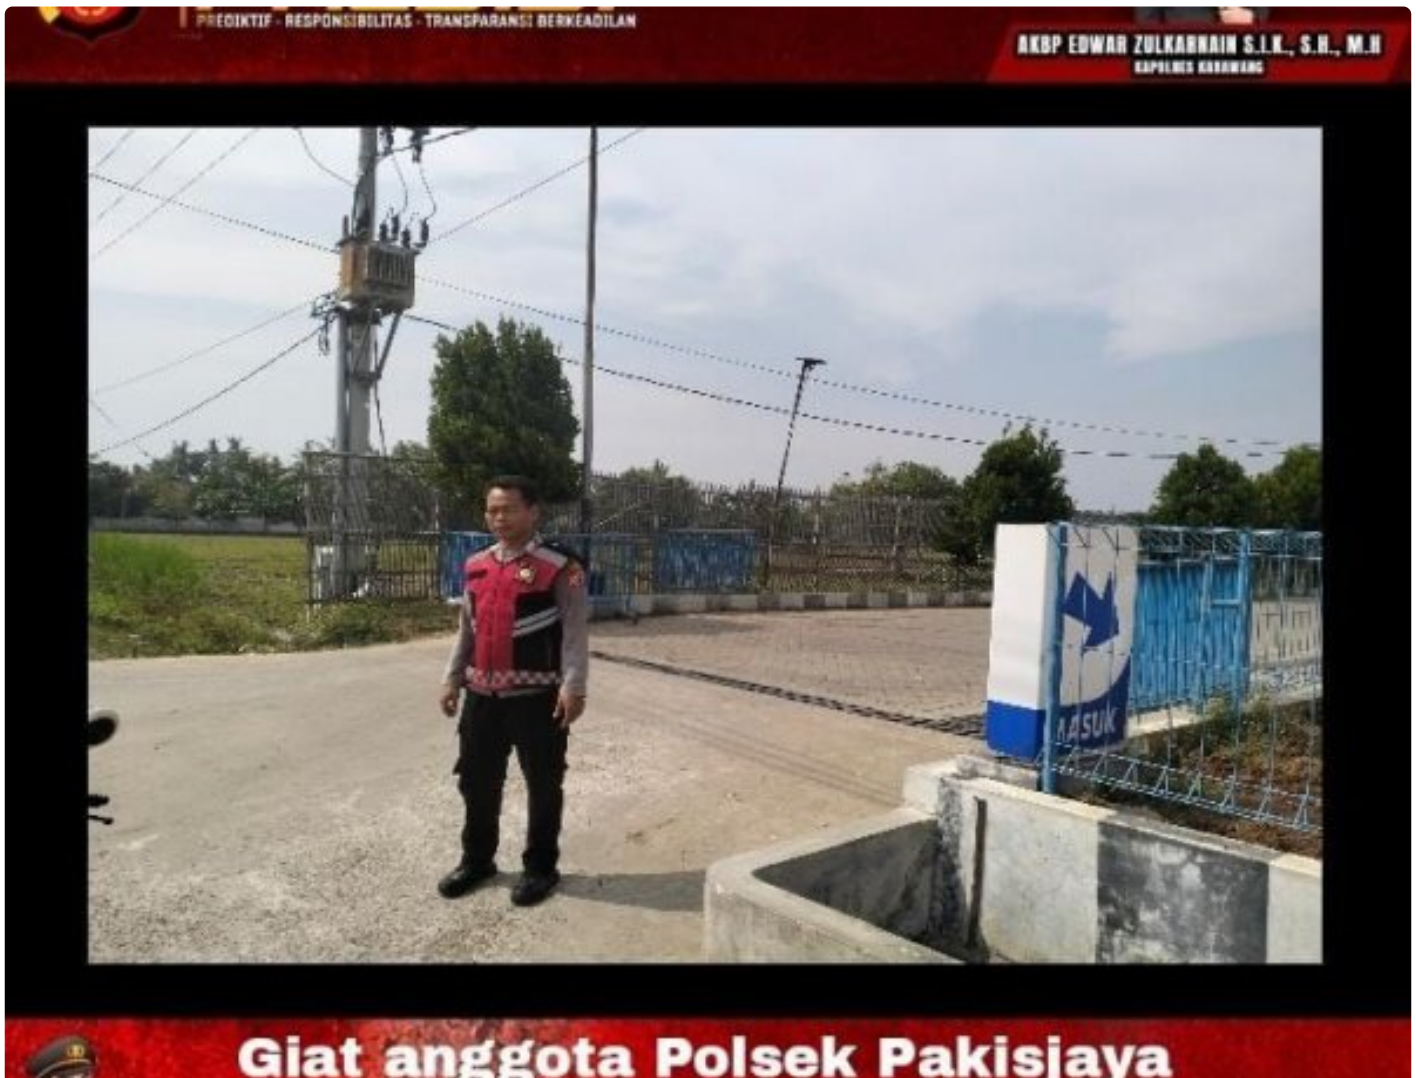 PREDIKTIF - RESPONSIBILITAS - TRANSPARANSI BERKEADILAN
AKBP EDWAR ZULKARNAIN S.I.K., S.H., M.H
KAPOLRES KARAWANG
MASUK
Giat anggota Polsek Pakisjaya